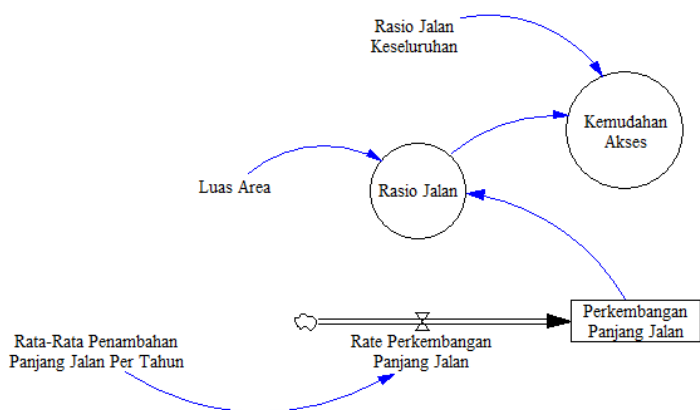 Rasio Jalan
Keseluruhan
Kemudahan
Akses
Luas Area
Rasio Jalan
Perkembangan
Panjang Jalan
Rata-Rata Penambahan
Panjang Jalan Per Tahun
Rate Perkembangan
Panjang Jalan